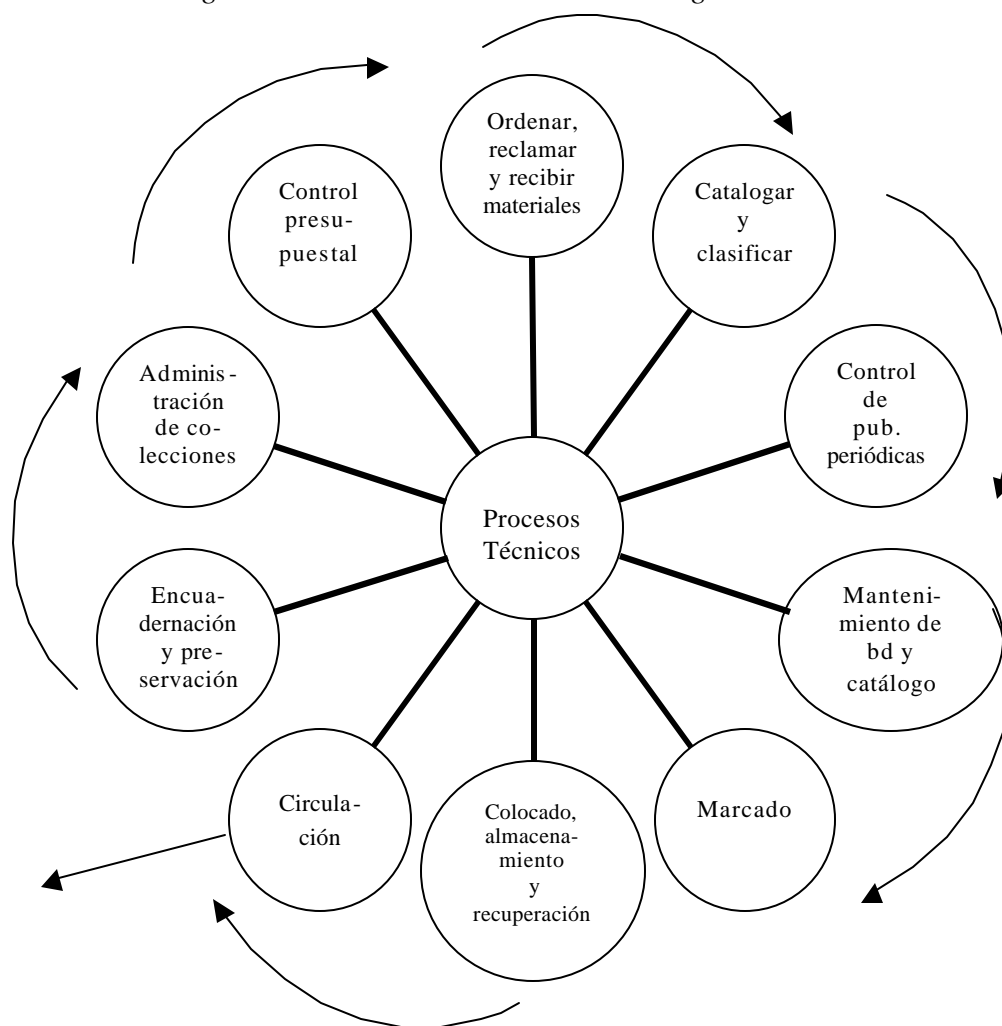 Ordenar,
reclamar
y recibir
materiales
Catalogar
y
clasificar
Control
de
pub.
periódicas
Manteni-
miento de
bd y
catálogo
Marcado
Colocado,
almacena-
miento
y
recuperación
Circula-
ción
Encua-
dernación
y pre-
servación
Adminis-
tración
de co-
lecciones
Control
presu-
puestal
Procesos
Técnicos